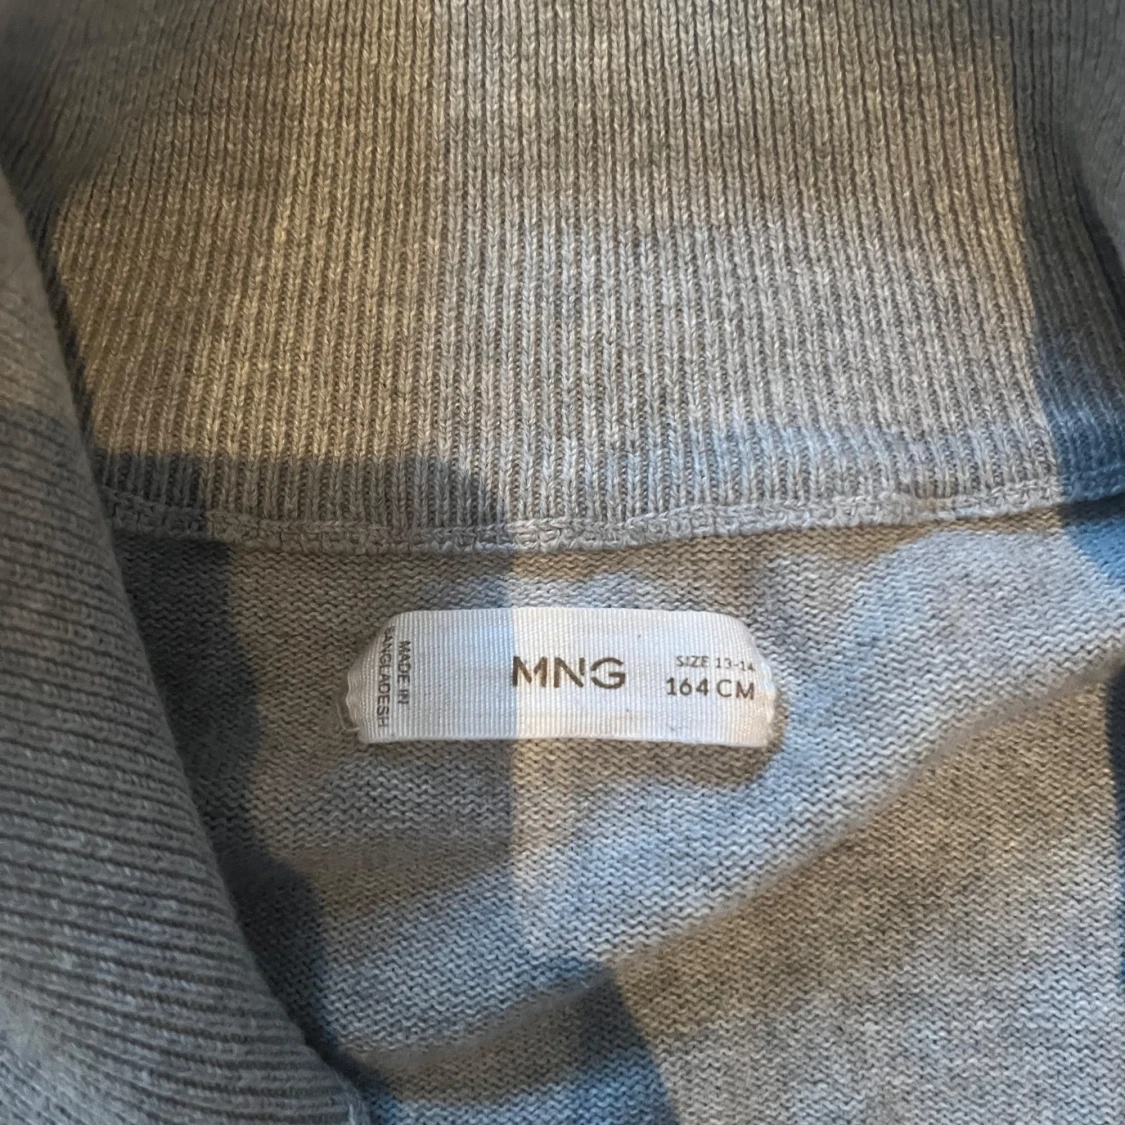 MADE IN
BANGLADESH
MNG
SIZE 13-14
164 CM